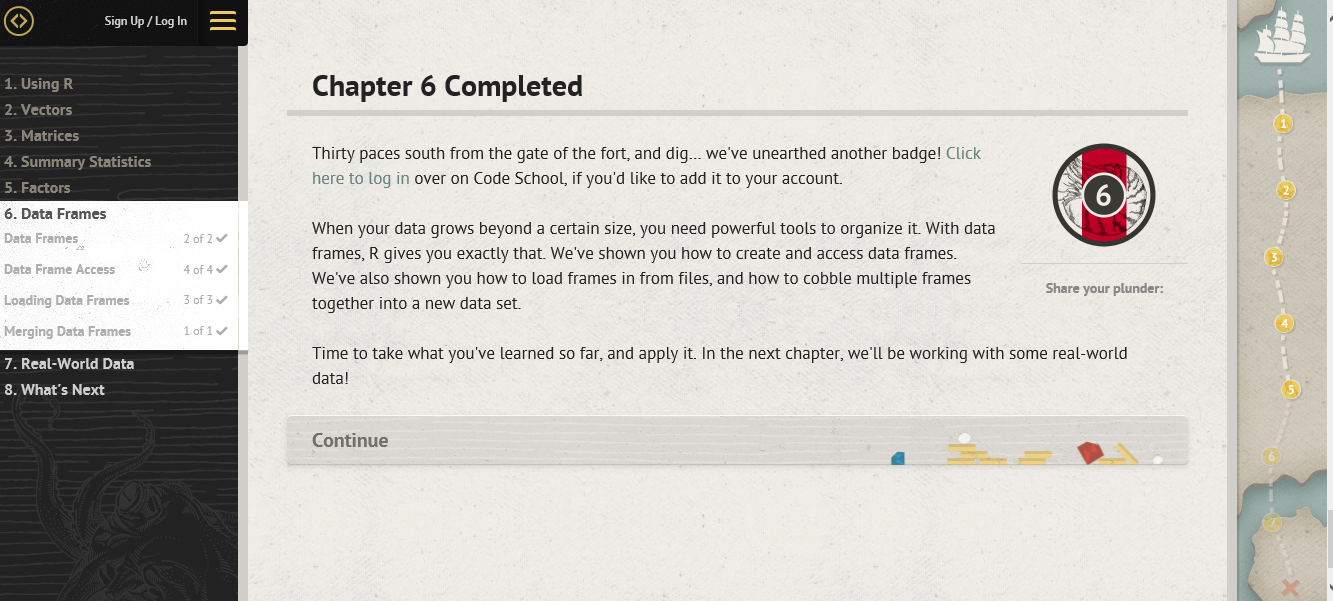 Sign Up / Log In
1. Using R
2. Vectors
3. Matrices
4. Summary Statistics
5. Factors
6. Data Frames
Data Frames 2 of 2
Data Frame Access 4 of 4
Loading Data Frames 3 of 3
Merging Data Frames 1 of 1
7. Real-World Data
8. What's Next
Chapter 6 Completed
Thirty paces south from the gate of the fort, and dig... we've unearthed another badge! Click
here to log in over on Code School, if you'd like to add it to your account.
6
When your data grows beyond a certain size, you need powerful tools to organize it. With data
frames, R gives you exactly that. We've shown you how to create and access data frames.
We've also shown you how to load frames in from files, and how to cobble multiple frames
together into a new data set.
Share your plunder:
Time to take what you've learned so far, and apply it. In the next chapter, we'll be working with some real-world
data!
Continue
1
2
3
4
5
6
7